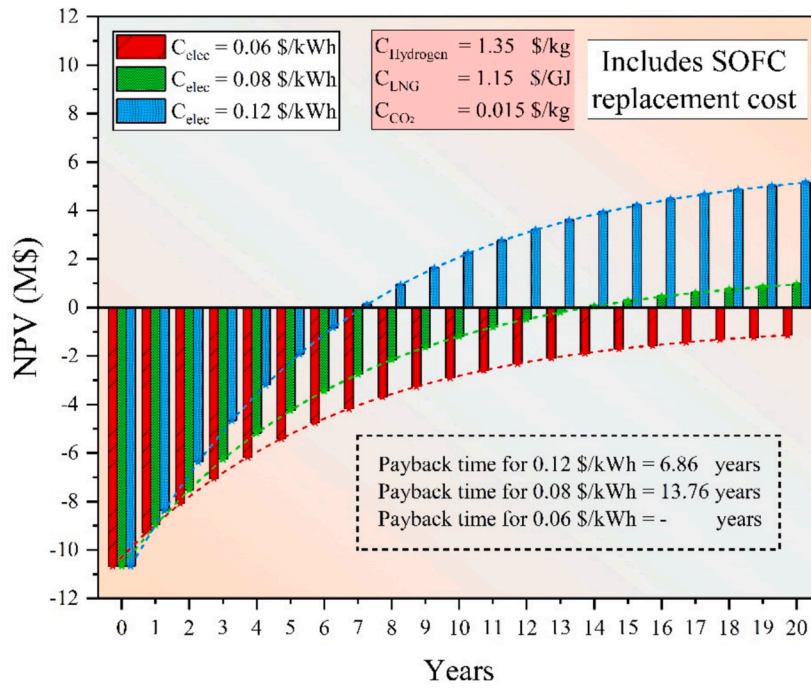 C_elec = 0.06 $/kWh
C_elec = 0.08 $/kWh
C_elec = 0.12 $/kWh
C_Hydrogen = 1.35 $/kg
C_LNG = 1.15 $/GJ
C_CO₂ = 0.015 $/kg
Includes SOFC
replacement cost
NPV (M$)
12
10
8
6
4
2
0
-2
-4
-6
-8
-10
-12
Payback time for 0.12 $/kWh = 6.86 years
Payback time for 0.08 $/kWh = 13.76 years
Payback time for 0.06 $/kWh = - years
0 1 2 3 4 5 6 7 8 9 10 11 12 13 14 15 16 17 18 19 20
Years